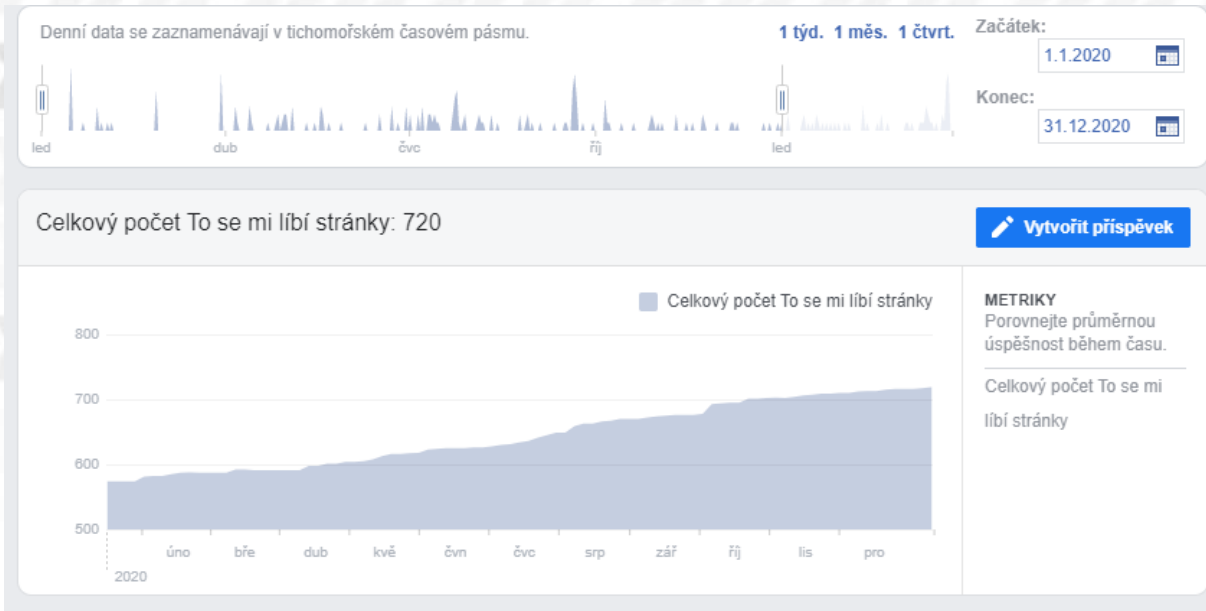 Denní data se zaznamenávají v tichomořském časovém pásmu.
1 týd. 1 měs. 1 čtvrt.
Začátek:
1.1.2020
Konec:
31.12.2020
led dub čvc říj led
Celkový počet To se mi líbí stránky: 720
Vytvořit příspěvek
Celkový počet To se mi líbí stránky
800
700
600
500
úno bře dub kvě čvn čvc srp zář říj lis pro
2020
METRIKY
Porovnejte průměrnou
úspěšnost během času.
Celkový počet To se mi
líbí stránky